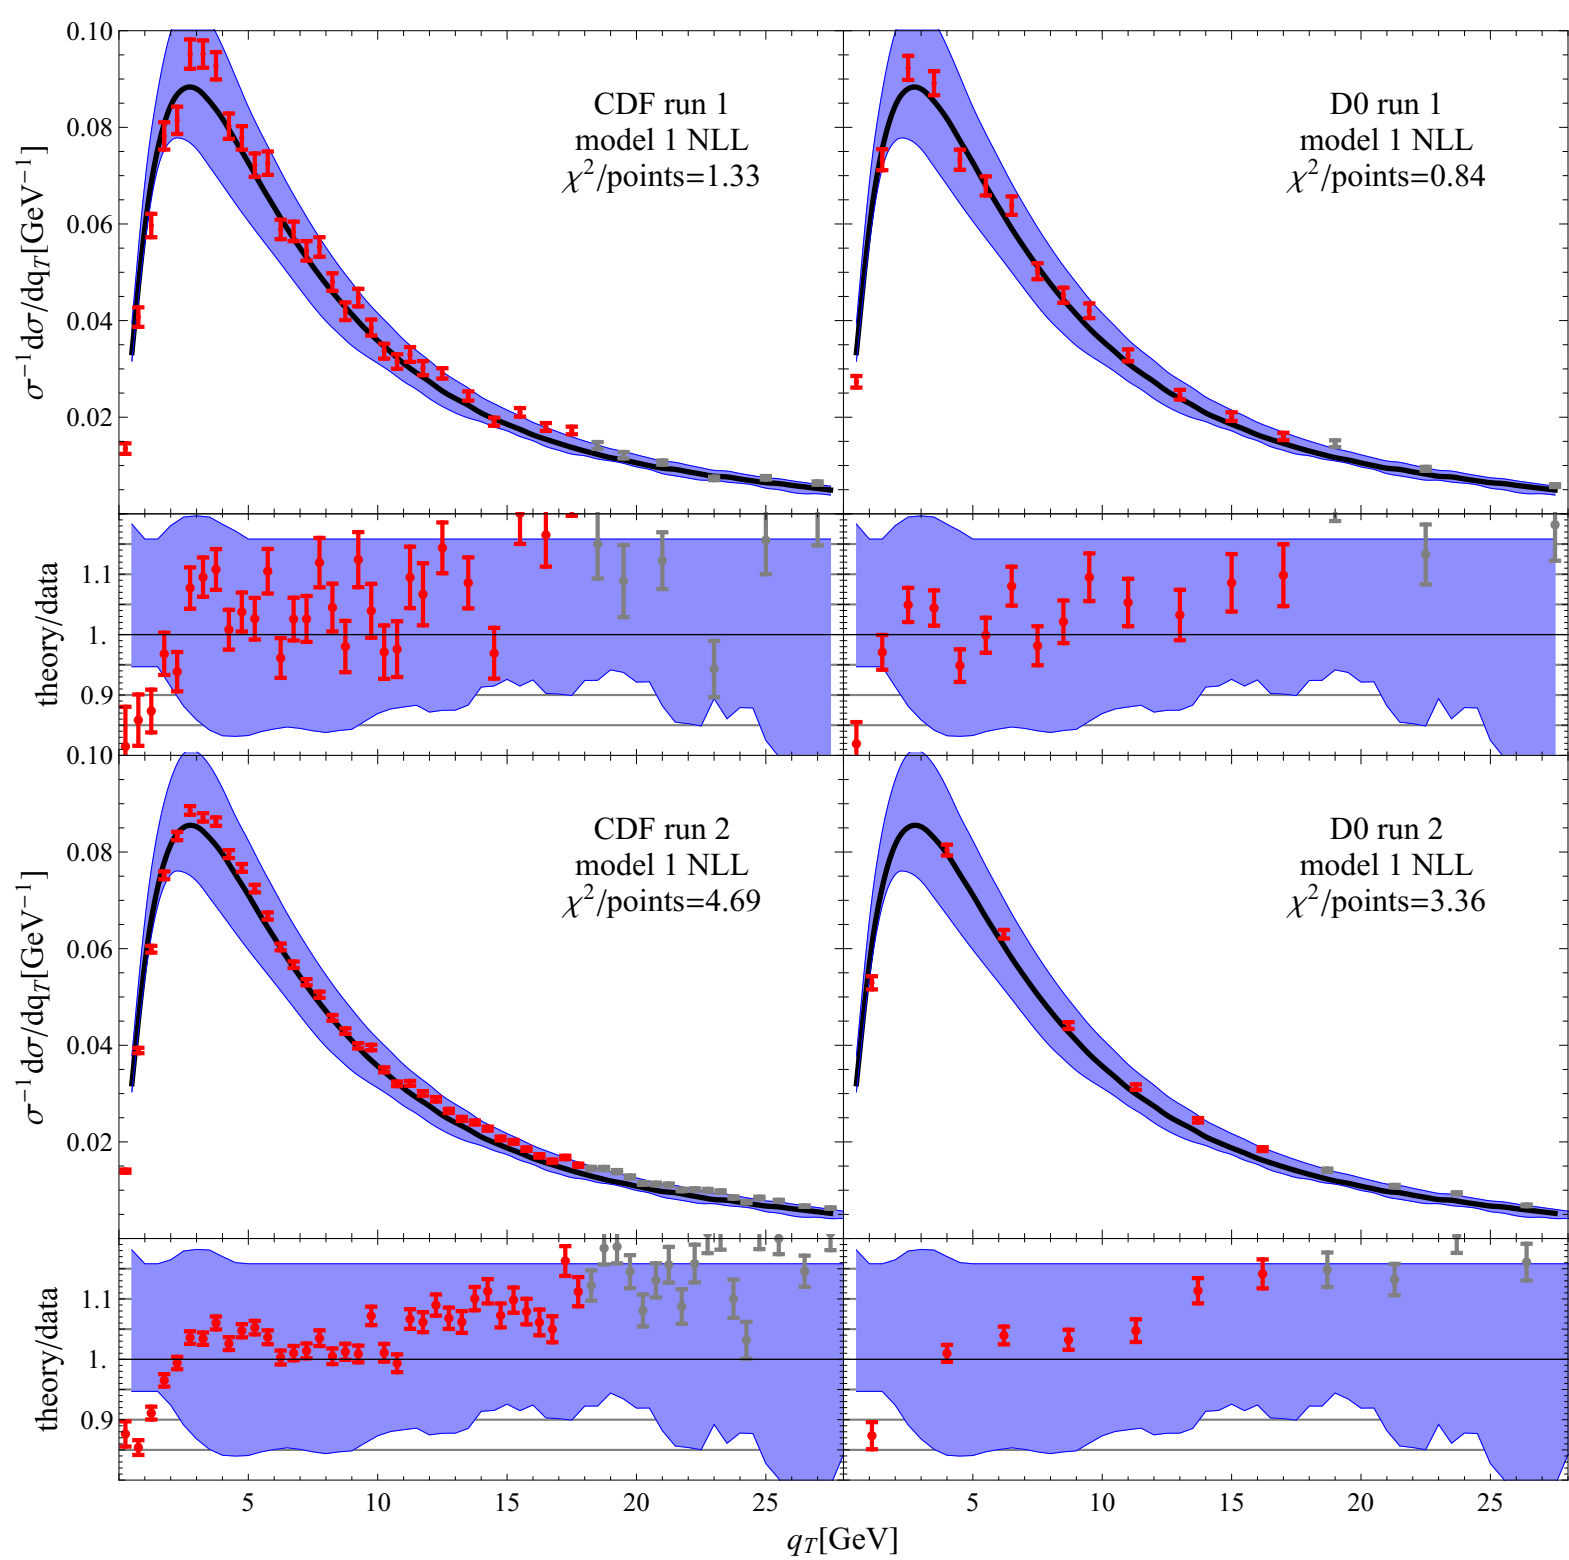 0.10
0.08
0.06
0.04
0.02
σ⁻¹dσ/dq_T[GeV⁻¹]
CDF run 1
model 1 NLL
χ²/points=1.33
D0 run 1
model 1 NLL
χ²/points=0.84
1.1
1.
0.9
theory/data
0.10
0.08
0.06
0.04
0.02
σ⁻¹dσ/dq_T[GeV⁻¹]
CDF run 2
model 1 NLL
χ²/points=4.69
D0 run 2
model 1 NLL
χ²/points=3.36
1.1
1.
0.9
theory/data
5 10 15 20 25 5 10 15 20 25
q_T[GeV]